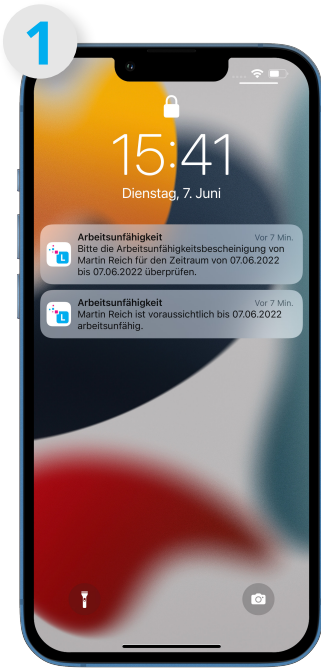 1
15:41
Dienstag, 7. Juni
Arbeitsunfähigkeit Vor 7 Min.
Bitte die Arbeitsunfähigkeitsbescheinigung von
Martin Reich für den Zeitraum von 07.06.2022
bis 07.06.2022 überprüfen.
L
Arbeitsunfähigkeit Vor 7 Min.
Martin Reich ist voraussichtlich bis 07.06.2022
arbeitsunfähig.
L